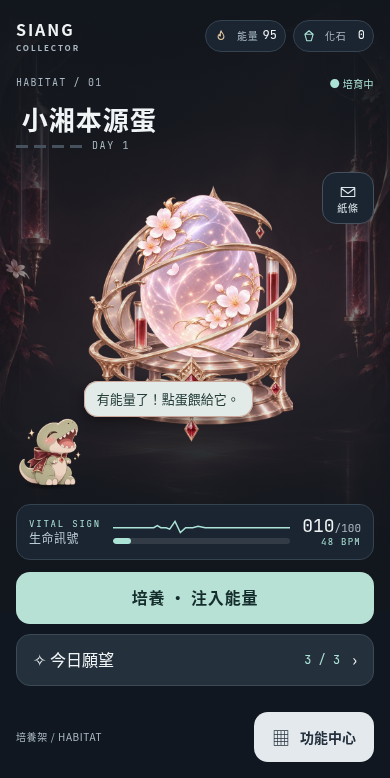 SIANG
COLLECTOR
能量 95
化石 0
HABITAT / 01
培育中
小湘本源蛋
DAY 1
紙條
有能量了！點蛋餵給它。
VITAL SIGN
生命訊號
010/100
48 BPM
培養 · 注入能量
✧ 今日願望
3 / 3 ›
培養架 / HABITAT
功能中心